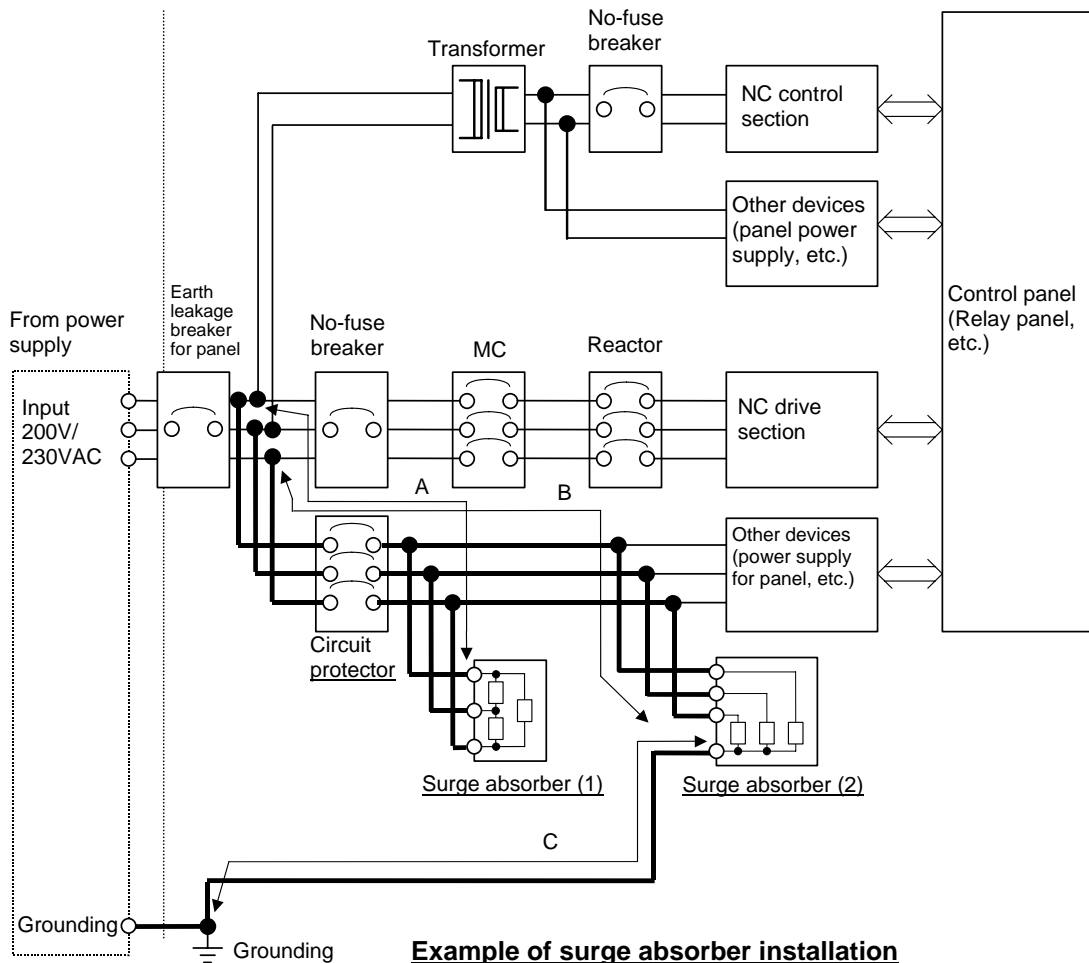 No-fuse
breaker
Transformer
NC control
section
Other devices
(panel power
supply, etc.)
Control panel
(Relay panel,
etc.)
Earth
leakage
breaker
for panel
From power
supply
No-fuse
breaker
MC
Reactor
Input
200V/
230VAC
NC drive
section
A
B
Other devices
(power supply
for panel, etc.)
Circuit
protector
Surge absorber (1)
Surge absorber (2)
C
Grounding
Grounding
Example of surge absorber installation